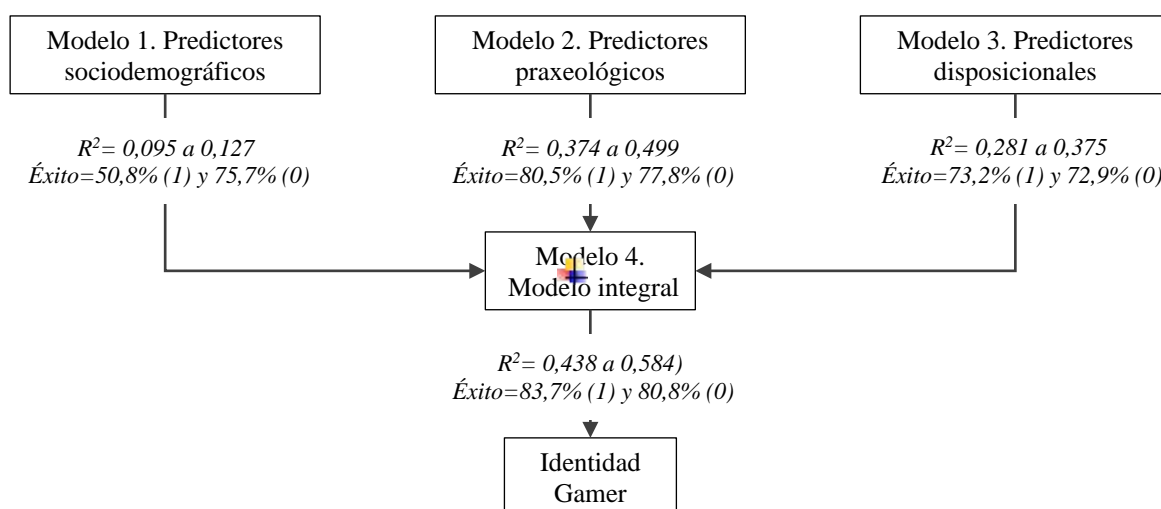 Modelo 1. Predictores
sociodemográficos
Modelo 2. Predictores
praxeológicos
Modelo 3. Predictores
disposicionales
R²= 0,095 a 0,127
Éxito=50,8% (1) y 75,7% (0)
R²= 0,374 a 0,499
Éxito=80,5% (1) y 77,8% (0)
R²= 0,281 a 0,375
Éxito=73,2% (1) y 72,9% (0)
Modelo 4.
Modelo integral
R²= 0,438 a 0,584)
Éxito=83,7% (1) y 80,8% (0)
Identidad
Gamer